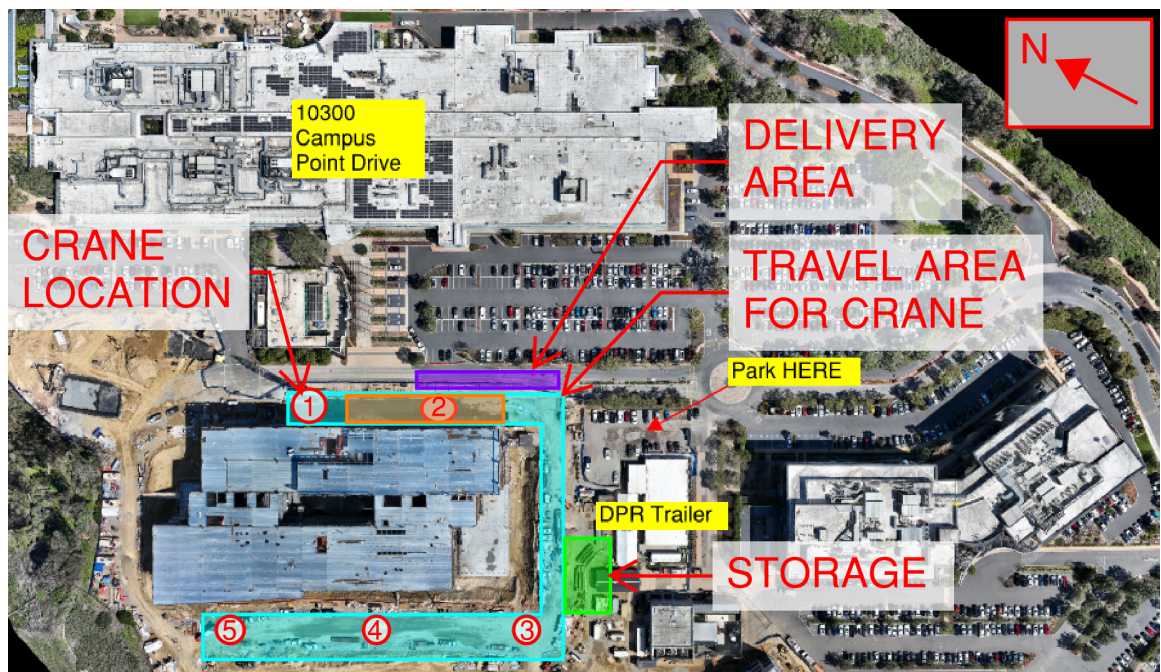 N
10300
Campus
Point Drive
DELIVERY
AREA
CRANE
LOCATION
TRAVEL AREA
FOR CRANE
Park HERE
1
2
DPR Trailer
STORAGE
5
4
3